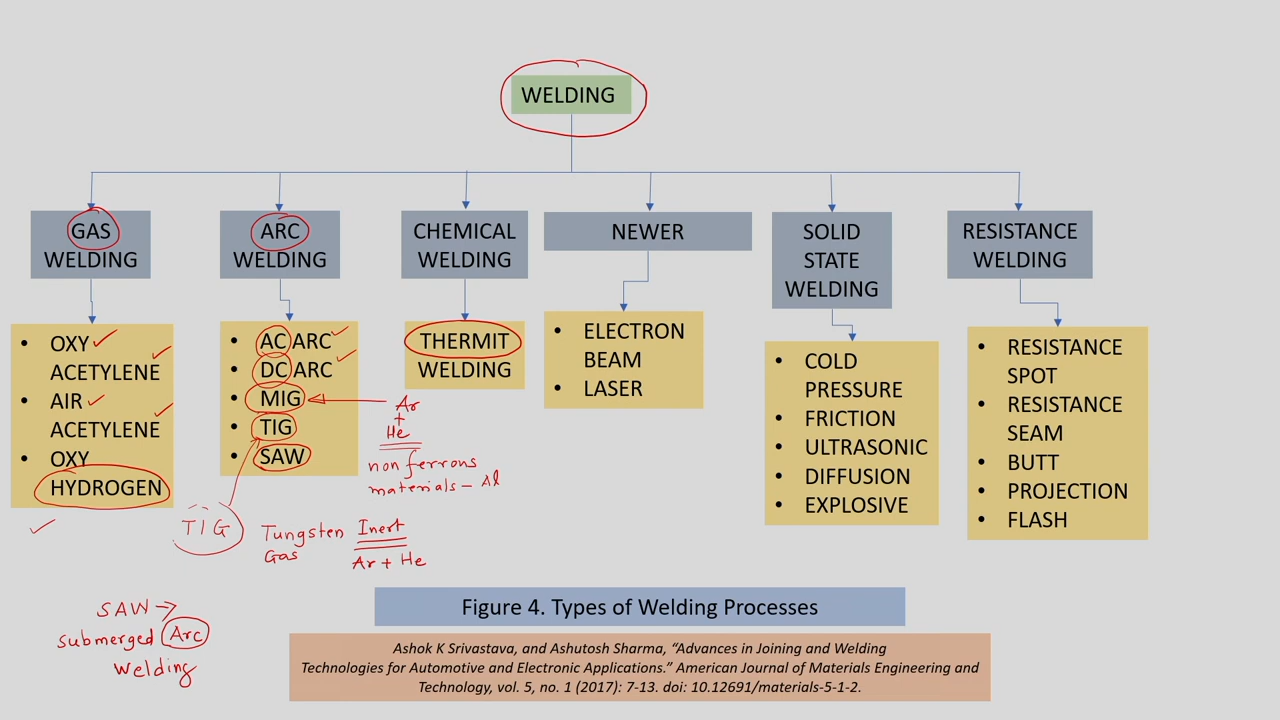 WELDING
GAS
WELDING
ARC
WELDING
CHEMICAL
WELDING
NEWER
SOLID
STATE
WELDING
RESISTANCE
WELDING
• OXY
ACETYLENE
• AIR
ACETYLENE
• OXY
HYDROGEN
• AC ARC
• DC ARC
• MIG
• TIG
• SAW
THERMIT
WELDING
• ELECTRON
BEAM
• LASER
• COLD
PRESSURE
• FRICTION
• ULTRASONIC
• DIFFUSION
• EXPLOSIVE
• RESISTANCE
SPOT
• RESISTANCE
SEAM
• BUTT
• PROJECTION
• FLASH
Ar
+
He
non ferrons
materials - Al
TIG
Tungsten Inert
Gas
Ar + He
SAW →
submerged Arc
Welding
Figure 4. Types of Welding Processes
Ashok K Srivastava, and Ashutosh Sharma, “Advances in Joining and Welding
Technologies for Automotive and Electronic Applications.” American Journal of Materials Engineering and
Technology, vol. 5, no. 1 (2017): 7-13. doi: 10.12691/materials-5-1-2.